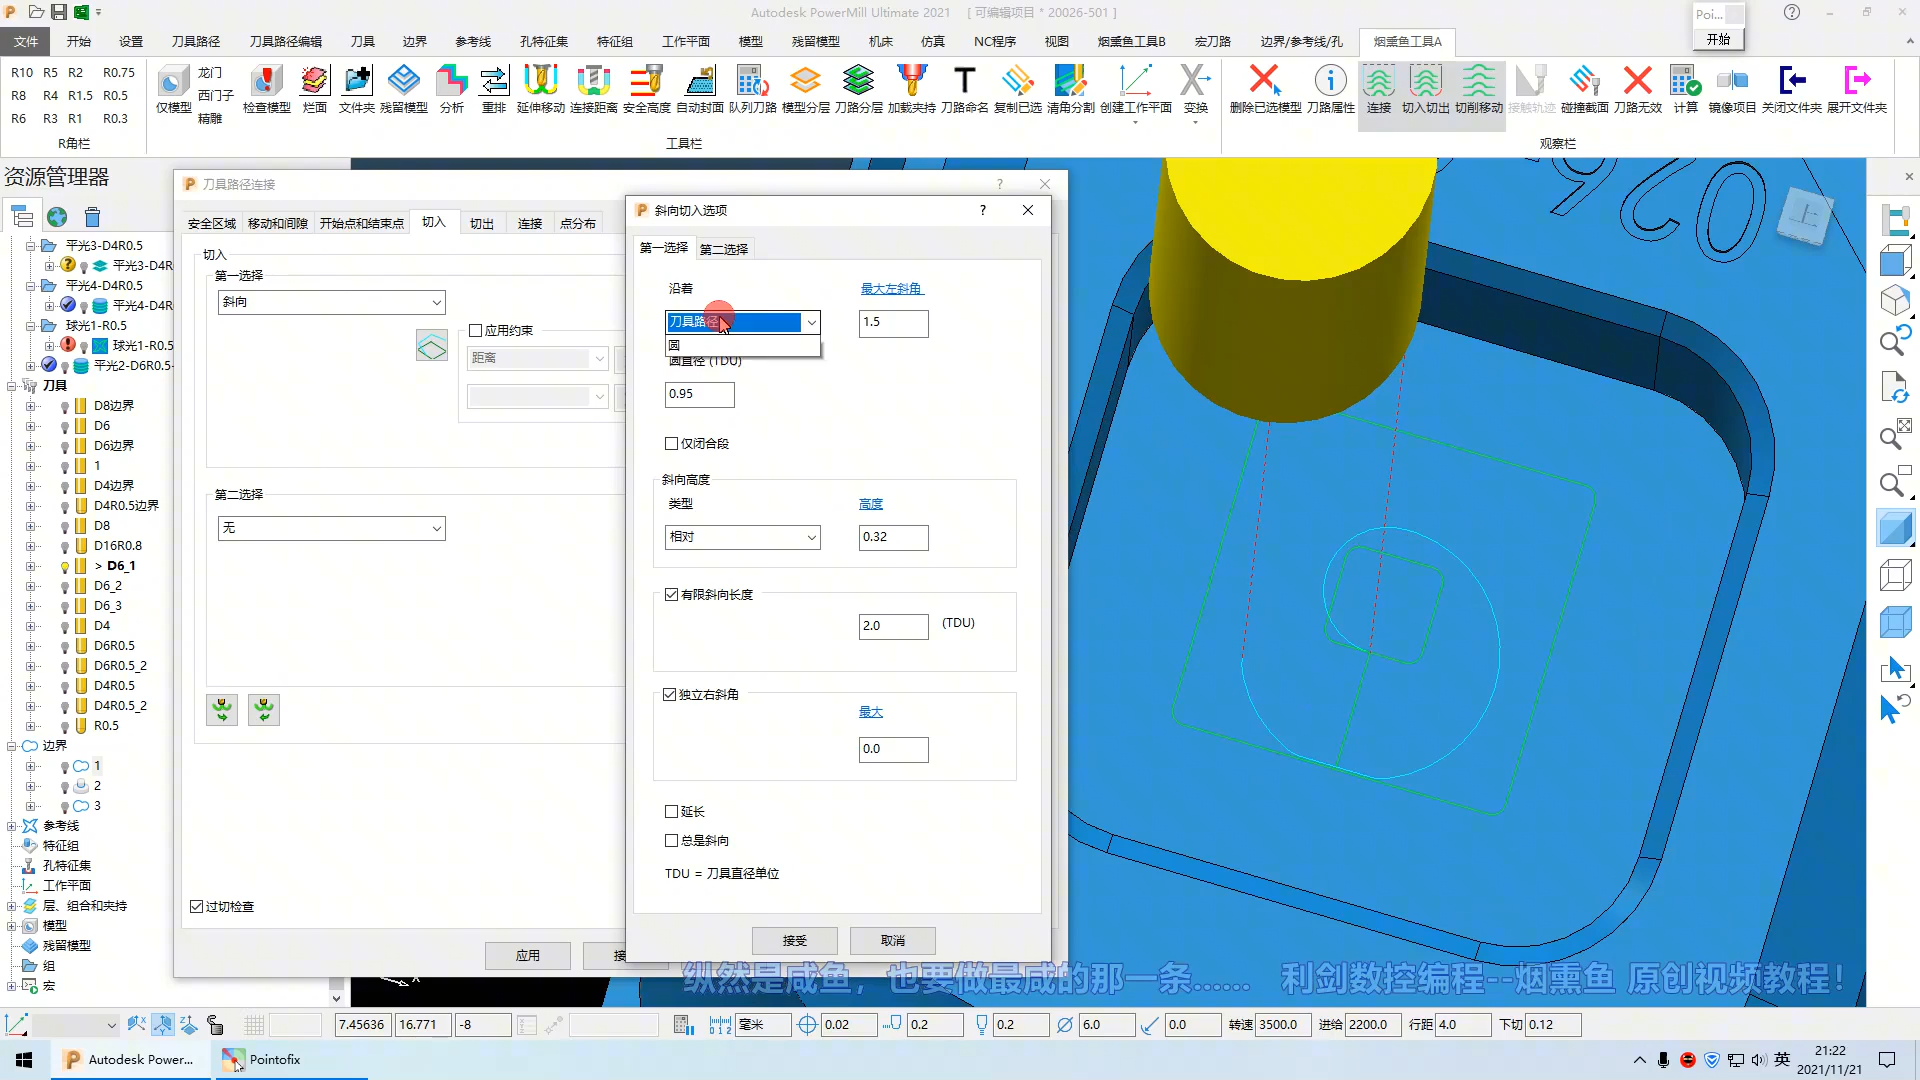 Autodesk PowerMill Ultimate 2021 [ 可编辑项目 * 20026-501 ]
Poi...
开始
文件 开始 设置 刀具路径 刀具路径编辑 刀具 边界 参考线 孔特征集 特征组 工作平面 模型 残留模型 机床 仿真 NC程序 视图 烟熏鱼工具B 宏刀路 边界/参考线/孔 烟熏鱼工具A
R10 R5 R2 R0.75
R8 R4 R1.5 R0.5
R6 R3 R1 R0.3
R角栏
仅模型 龙门 西门子 精雕 检查模型 烂面 文件夹 残留模型 分析 重排 延伸移动 连接距离 安全高度 自动封面 队列刀路 模型分层 刀路分层 加载夹持 刀路命名 复制已选 清角分割 创建工作平面 变换
工具栏
删除已选模型 刀路属性 连接 切入切出 切削移动 接触轨迹 碰撞截面 刀路无效 计算 镜像项目 关闭文件夹 展开文件夹
观察栏
资源管理器
平光3-D4R0.5
平光3-D4R
平光4-D4R0.5
平光4-D4R
球光1-R0.5
球光1-R0.5
平光2-D6R0.5-
刀具
D8边界
D6
D6边界
1
D4边界
D4R0.5边界
D8
D16R0.8
> D6_1
D6_2
D6_3
D4
D6R0.5
D6R0.5_2
D4R0.5
D4R0.5_2
R0.5
边界
1
2
3
参考线
特征组
孔特征集
工作平面
层、组合和夹持
模型
残留模型
组
宏
刀具路径连接
安全区域 移动和间隙 开始点和结束点 切入 切出 连接 点分布
切入
第一选择
斜向
应用约束
距离
第二选择
无
过切检查
应用
接
斜向切入选项
第一选择 第二选择
沿着 最大左斜角
刀具路径 1.5
圆
圆直径 (TDU)
0.95
仅闭合段
斜向高度
类型 高度
相对 0.32
有限斜向长度
2.0 (TDU)
独立右斜角
最大
0.0
延长
总是斜向
TDU = 刀具直径单位
接受 取消
纵然是咸鱼，也要做最咸的那一条...... 利剑数控编程--烟熏鱼 原创视频教程！
7.45636 16.771 -8 毫米 0.02 0.2 0.2 6.0 0.0 转速 3500.0 进给 2200.0 行距 4.0 下切 0.12
Autodesk Power... Pointofix
英
21:22
2021/11/21